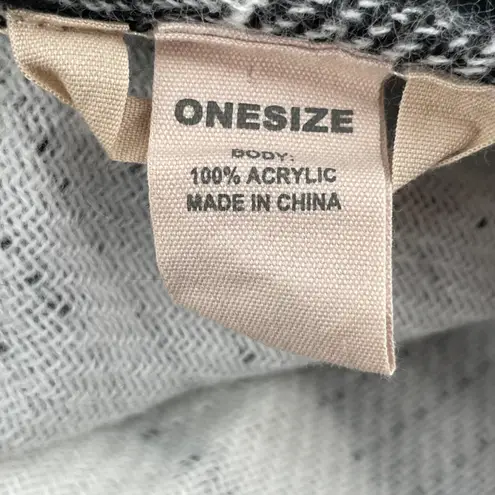 ONESIZE
BODY:
100% ACRYLIC
MADE IN CHINA